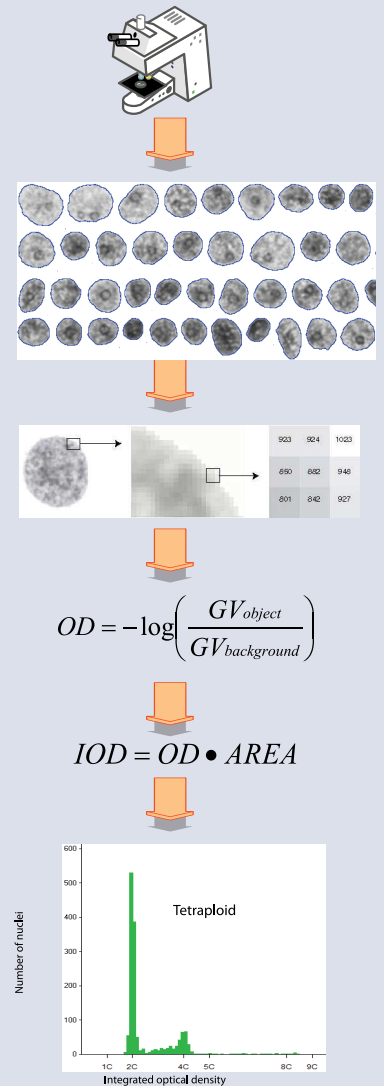 923 924 1023
850 882 948
801 842 927
OD = −log(GVobject / GVbackground)
IOD = OD • AREA
600
500
400
300
200
100
0
Tetraploid
Number of nuclei
1C 2C 4C 5C 8C 9C
Integrated optical density